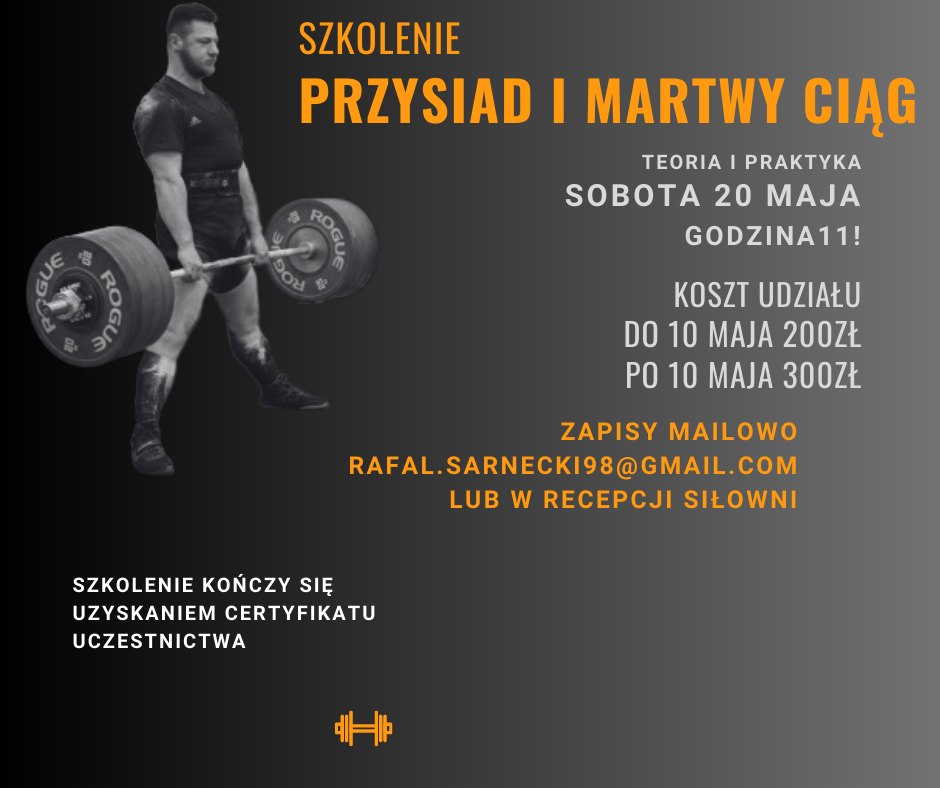 SZKOLENIE
PRZYSIAD I MARTWY CIĄG
TEORIA I PRAKTYKA
SOBOTA 20 MAJA
GODZINA11!
KOSZT UDZIAŁU
DO 10 MAJA 200ZŁ
PO 10 MAJA 300ZŁ
ZAPISY MAILOWO
RAFAL.SARNECKI98@GMAIL.COM
LUB W RECEPCJI SIŁOWNI
SZKOLENIE KOŃCZY SIĘ
UZYSKANIEM CERTYFIKATU
UCZESTNICTWA
ROGUE
ROGUE
ROGUE
ROGUE